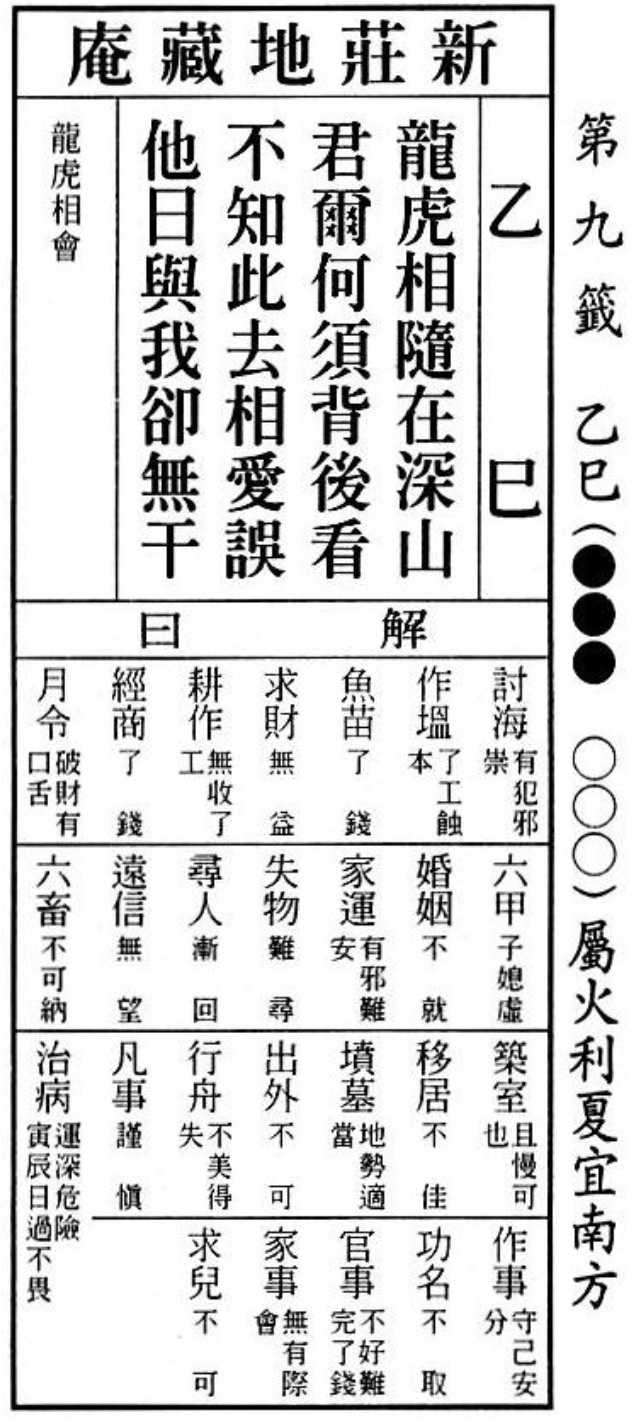 第九籤 乙巳(●●● ○○○)屬火利夏宜南方
新莊地藏庵
乙巳
龍虎相隨在深山
君爾何須背後看
不知此去相愛誤
他日與我卻無干
龍虎相會
解曰
討海 有犯邪祟
作塭 了工蝕本
魚苗 了錢
求財 無益
耕作 無收了工
經商 了錢
月令 破財有口舌
六甲 子媳虛
婚姻 不就
家運 有邪難安
失物 難尋
尋人 漸回
遠信 無望
六畜 不可納
築室 且慢可也
移居 不佳
墳墓 地勢適當
出外 不可
行舟 不美得失
凡事 謹慎
治病 運深危險寅辰日過不畏
作事 守己安分
功名 不取
官事 不好難完了錢
家事 無有際會
求兒 不可